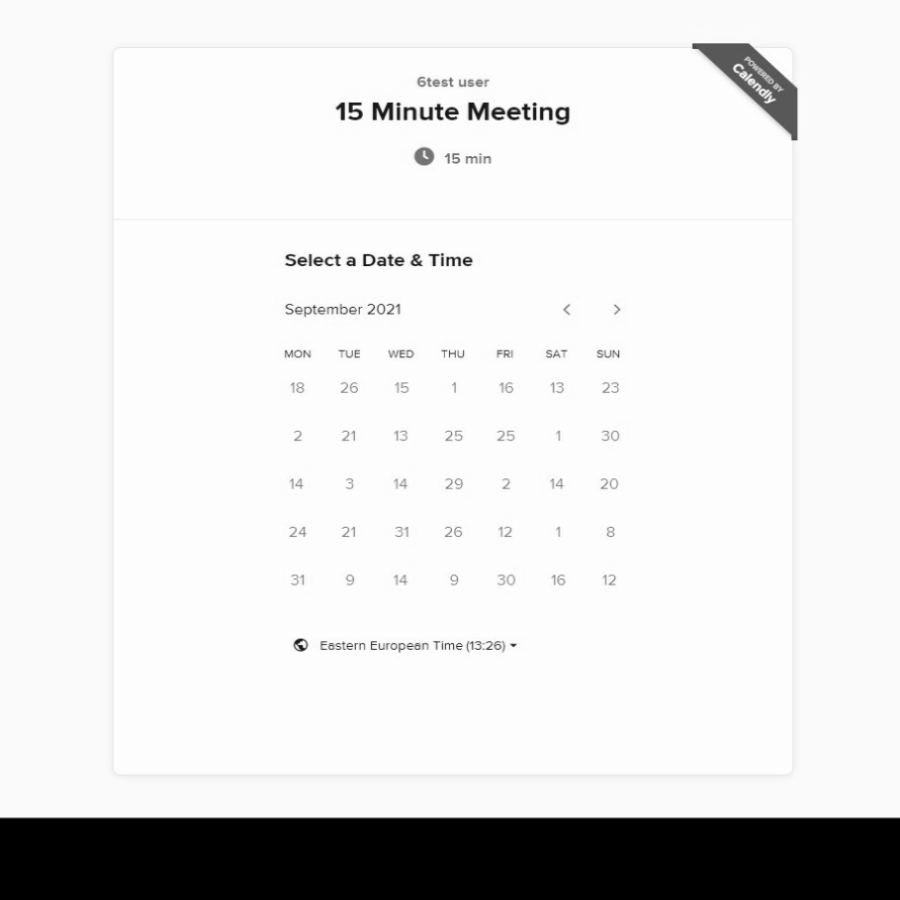 POWERED BY
Calendly
6test user
15 Minute Meeting
15 min
Select a Date & Time
September 2021
MON TUE WED THU FRI SAT SUN
18 26 15 1 16 13 23
2 21 13 25 25 1 30
14 3 14 29 2 14 20
24 21 31 26 12 1 8
31 9 14 9 30 16 12
Eastern European Time (13:26)